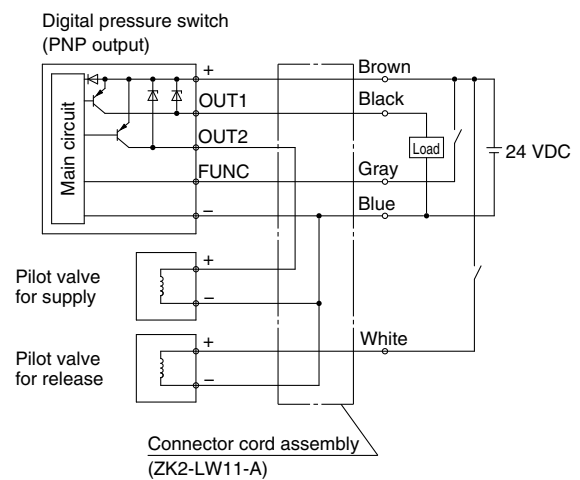 Digital pressure switch
(PNP output)
Main circuit
+
OUT1
OUT2
FUNC
−
Brown
Black
Gray
Blue
Load
24 VDC
Pilot valve
for supply
+
−
Pilot valve
for release
+
−
White
Connector cord assembly
(ZK2-LW11-A)